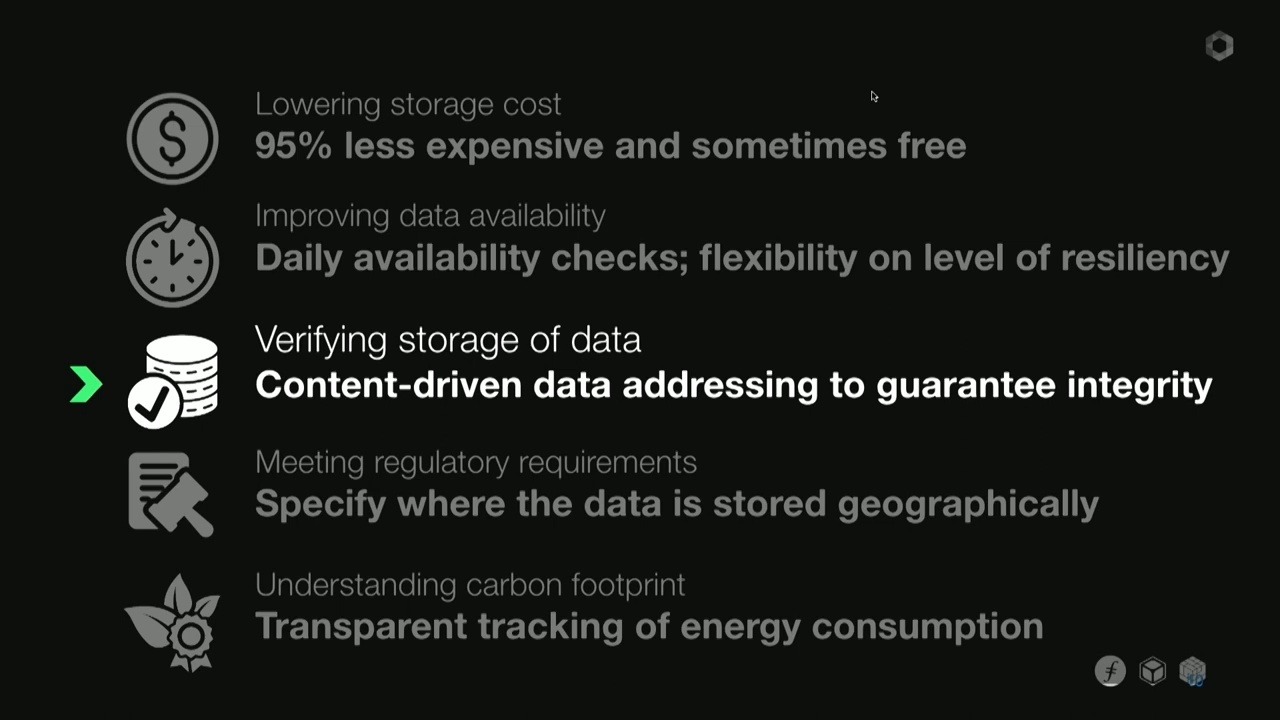 Lowering storage cost
95% less expensive and sometimes free
Improving data availability
Daily availability checks; flexibility on level of resiliency
Verifying storage of data
Content-driven data addressing to guarantee integrity
Meeting regulatory requirements
Specify where the data is stored geographically
Understanding carbon footprint
Transparent tracking of energy consumption